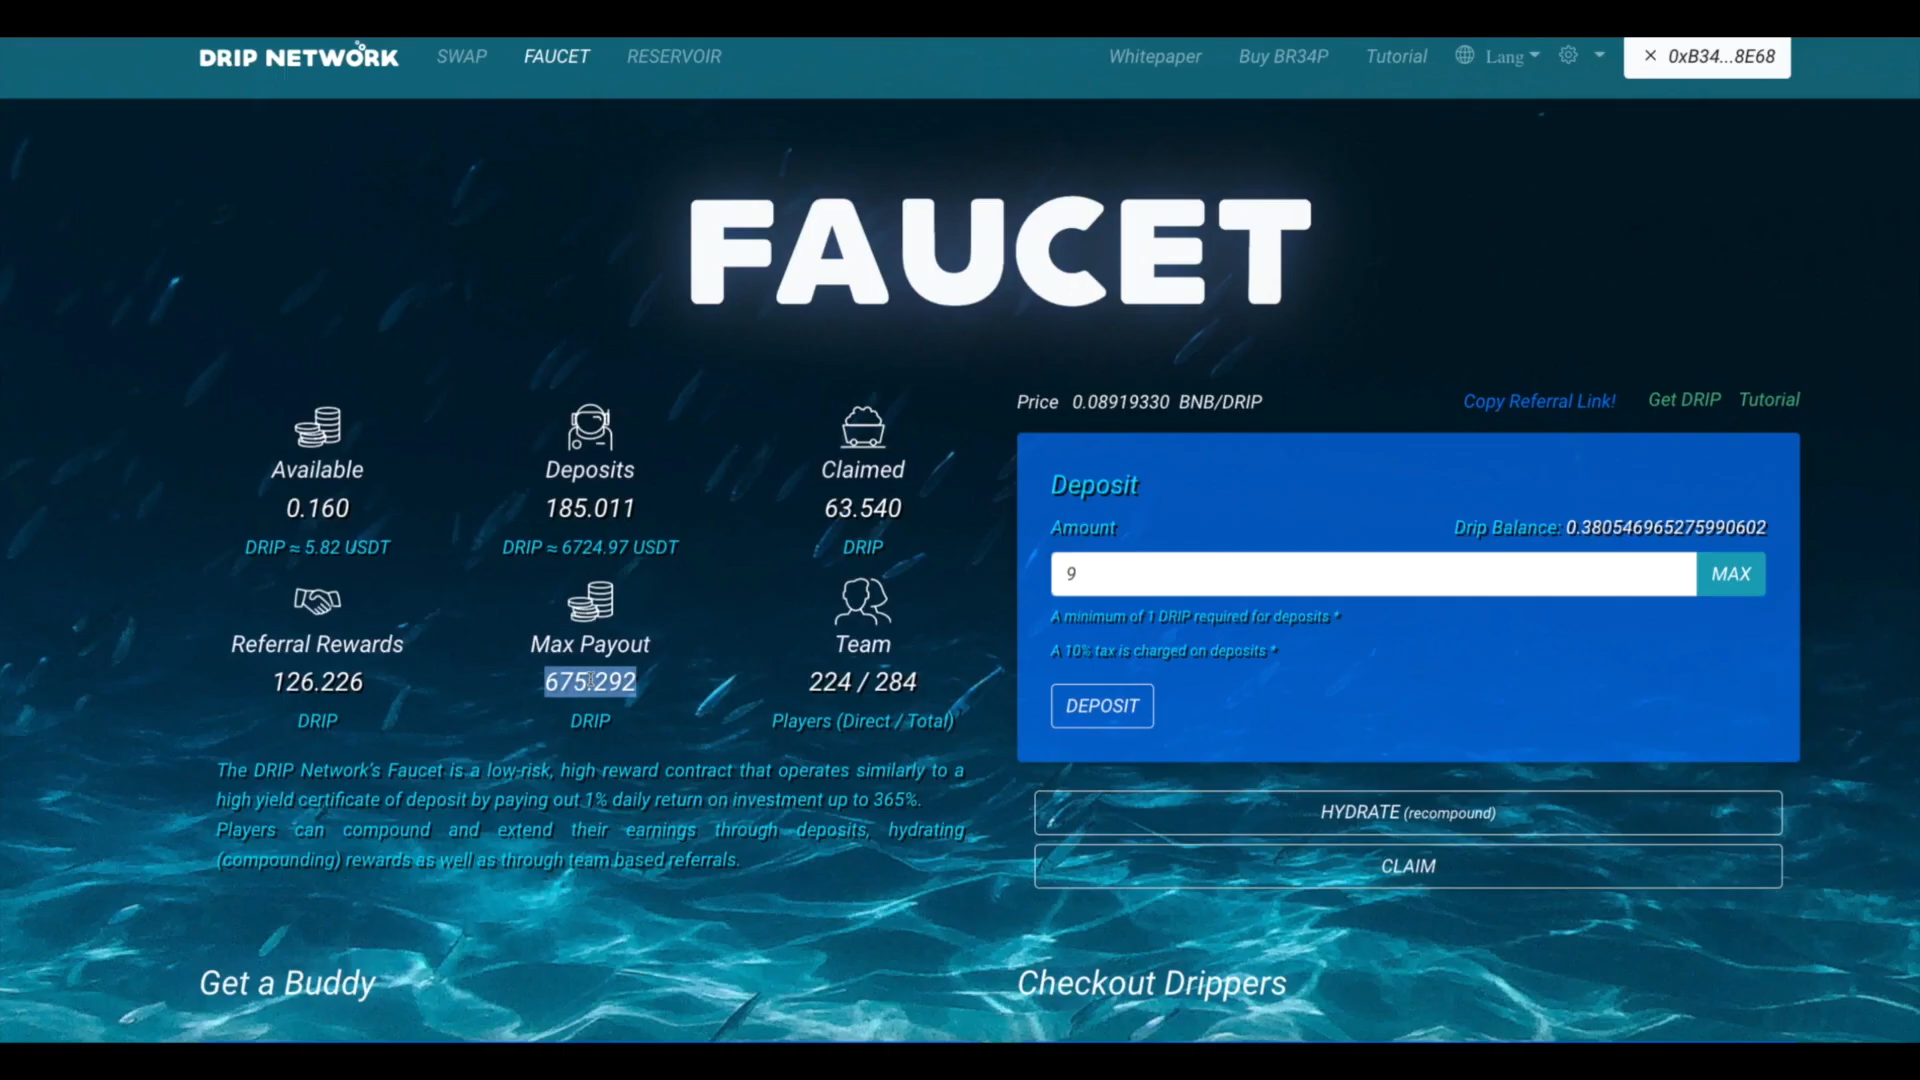 DRIP NETWORK SWAP FAUCET RESERVOIR Whitepaper Buy BR34P Tutorial Lang × 0xB34...8E68
FAUCET
Available
0.160
DRIP ≈ 5.82 USDT
Deposits
185.011
DRIP ≈ 6724.97 USDT
Claimed
63.540
DRIP
Referral Rewards
126.226
DRIP
Max Payout
675.292
DRIP
Team
224 / 284
Players (Direct / Total)
The DRIP Network's Faucet is a low-risk, high reward contract that operates similarly to a
high yield certificate of deposit by paying out 1% daily return on investment up to 365%.
Players can compound and extend their earnings through deposits, hydrating
(compounding) rewards as well as through team based referrals.
Price 0.08919330 BNB/DRIP Copy Referral Link! Get DRIP Tutorial
Deposit
Amount Drip Balance: 0.380546965275990602
9 MAX
A minimum of 1 DRIP required for deposits *
A 10% tax is charged on deposits *
DEPOSIT
HYDRATE (recompound)
CLAIM
Get a Buddy
Checkout Drippers